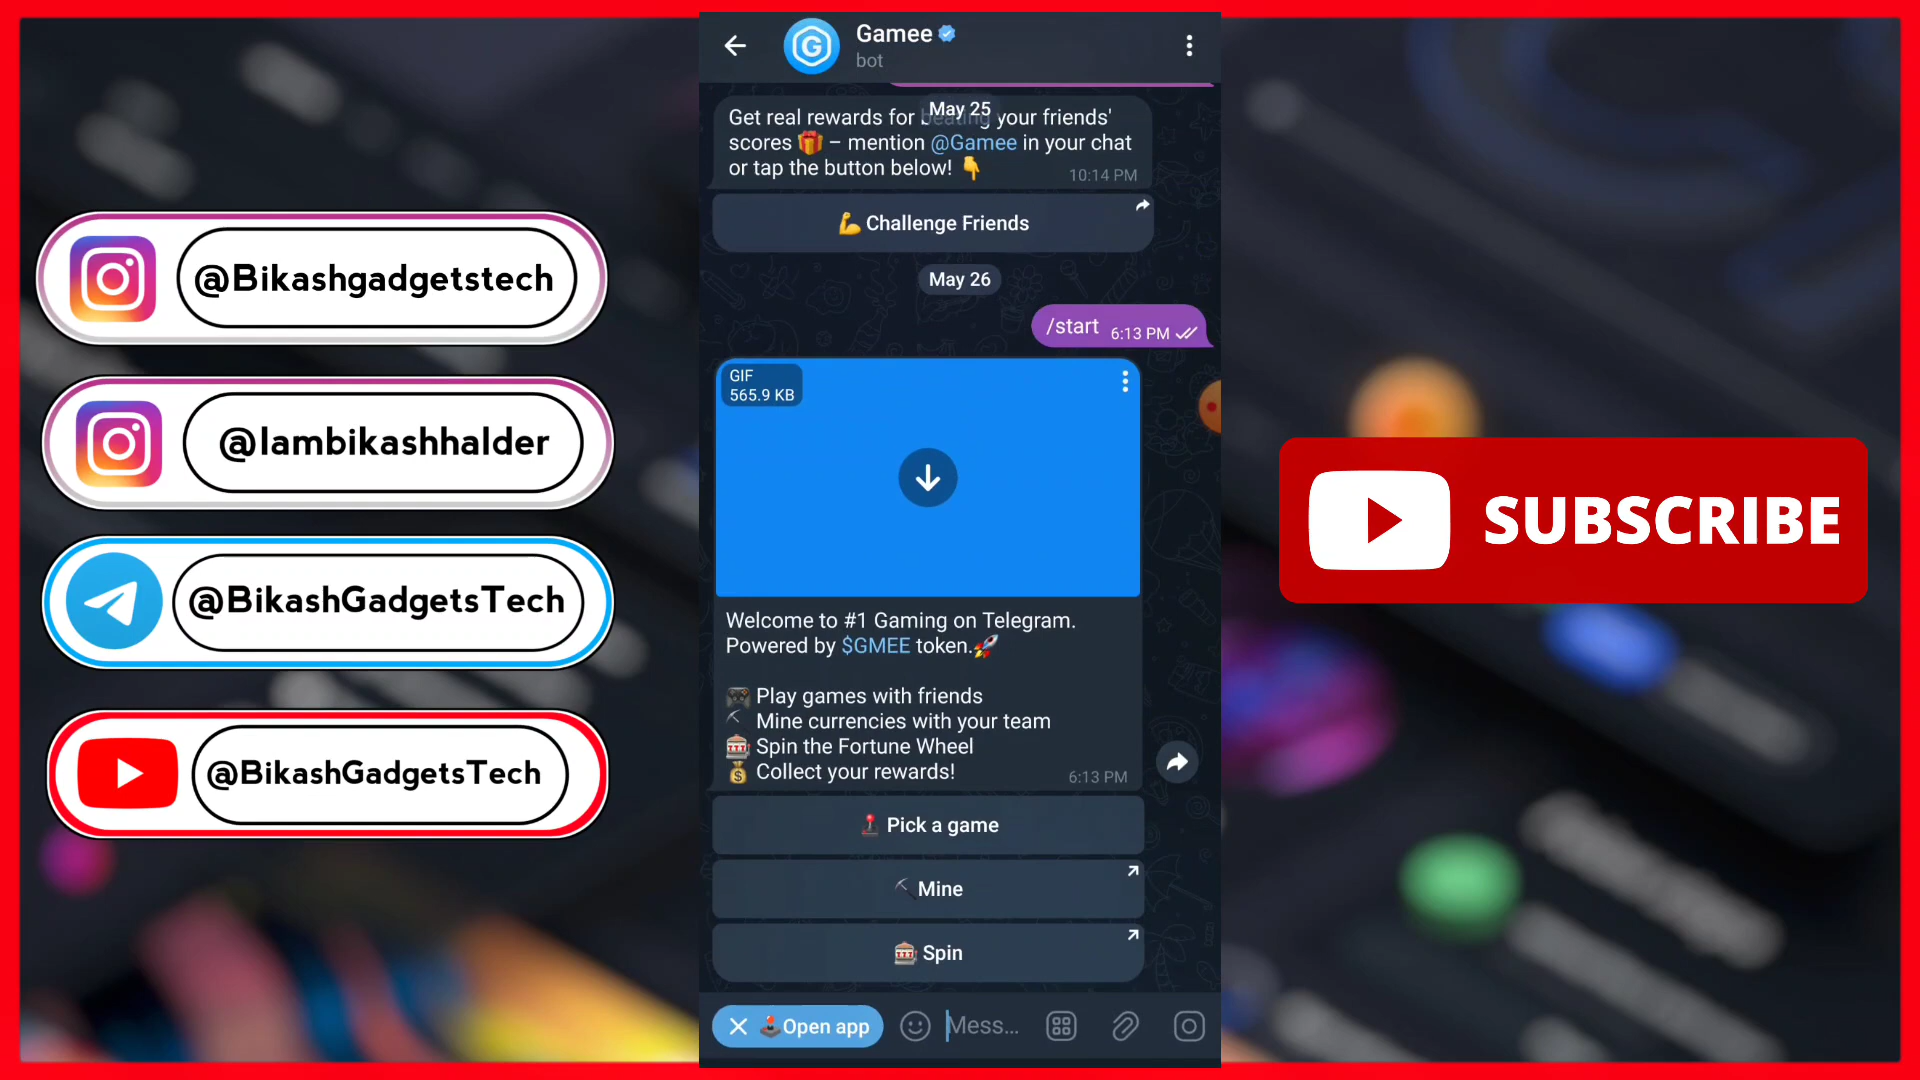 @Bikashgadgetstech
@Iambikashhalder
@BikashGadgetsTech
@BikashGadgetsTech
Gamee
bot
May 25
Get real rewards for beating your friends'
scores 🎁 – mention @Gamee in your chat
or tap the button below! 👇
10:14 PM
💪 Challenge Friends
May 26
/start 6:13 PM
GIF
565.9 KB
Welcome to #1 Gaming on Telegram.
Powered by $GMEE token.🚀
🎮 Play games with friends
⛏ Mine currencies with your team
🎰 Spin the Fortune Wheel
💰 Collect your rewards!
6:13 PM
🕹 Pick a game
⛏ Mine
🎰 Spin
🕹Open app
Mess...
SUBSCRIBE